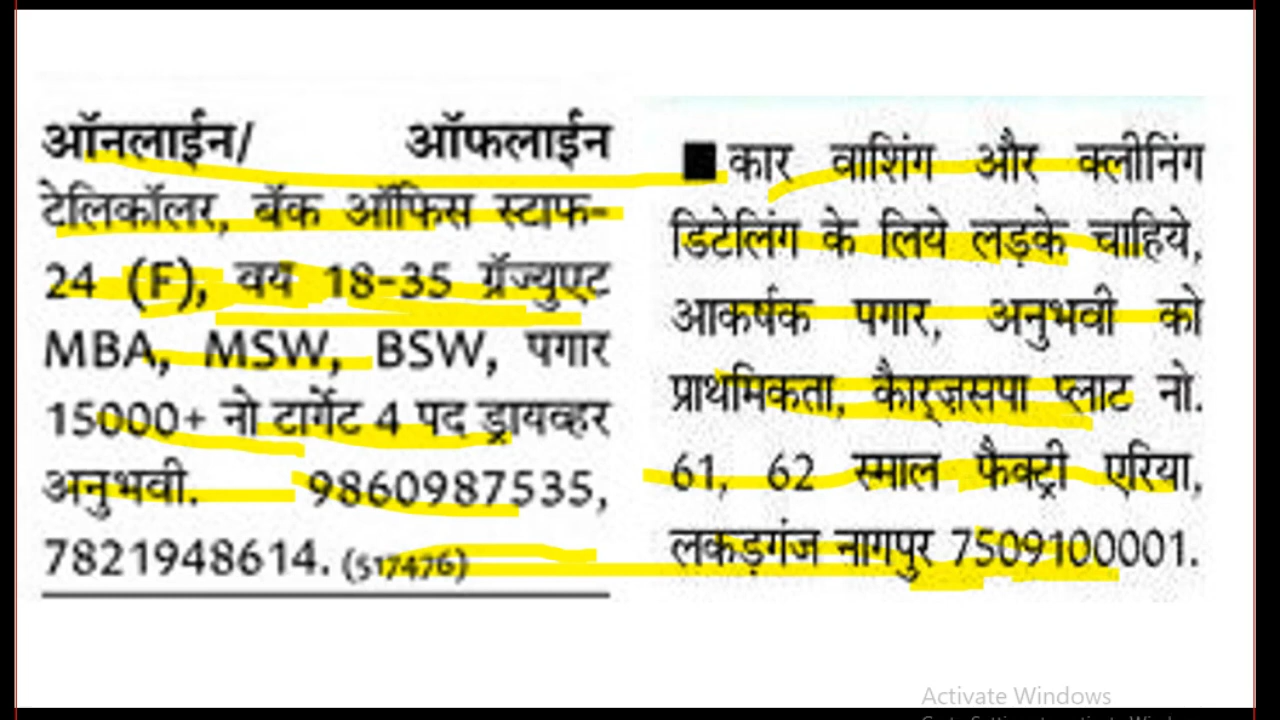 ऑनलाईन/ ऑफलाईन
टेलिकॉलर, बॅक ऑफिस स्टाफ-
24 (F), वय 18-35 ग्रॅज्युएट
MBA, MSW, BSW, पगार
15000+ नो टार्गेट 4 पद ड्रायव्हर
अनुभवी. 9860987535,
7821948614. (517476)
■ कार वाशिंग और क्लीनिंग
डिटेलिंग के लिये लड़के चाहिये,
आकर्षक पगार, अनुभवी को
प्राथमिकता, कैार्ज़सपा प्लाट नो.
61, 62 स्माल फैक्ट्री एरिया,
लकड़गंज नागपुर 7509100001.
Activate Windows